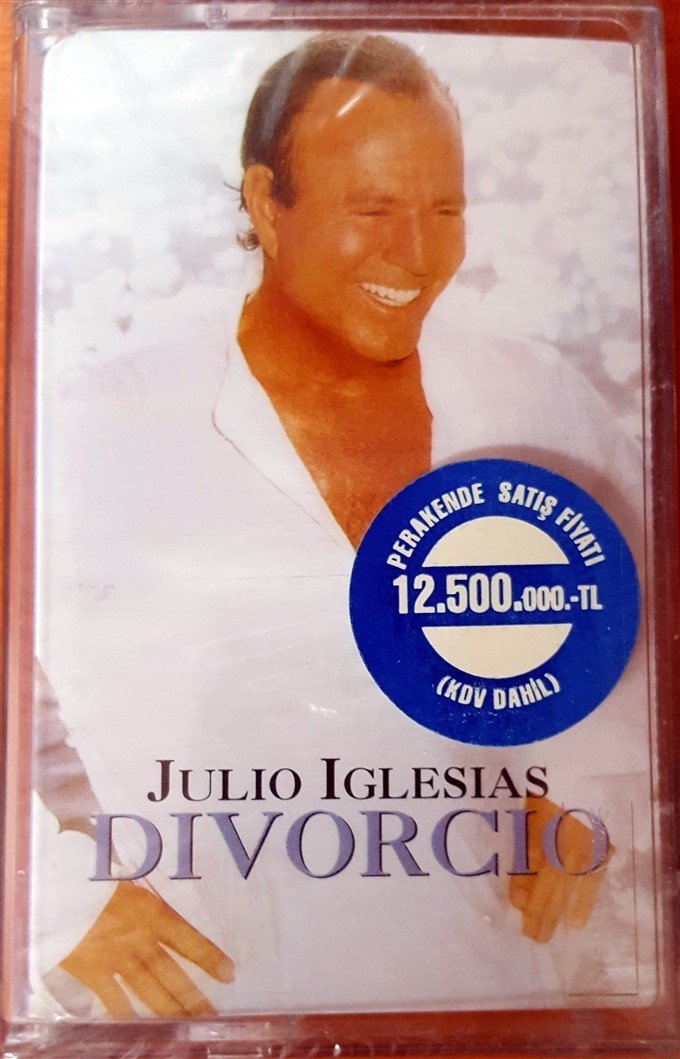 PERAKENDE SATIŞ FİYATI
12.500.000.-TL
(KDV DAHİL)
JULIO IGLESIAS
DIVORCIO